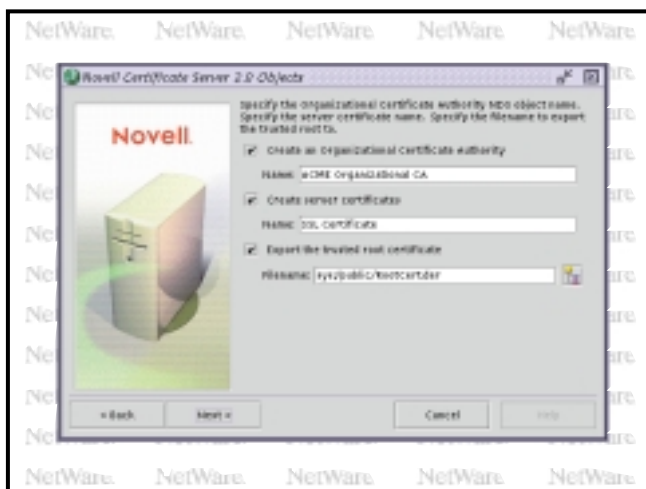 NetWare. NetWare. NetWare. NetWare. NetWare
Novell Certificate Server 2.0 Objects
Specify the Organizational Certificate Authority NDS object name.
Specify the server certificate name. Specify the filename to export
the trusted root to.
Novell.
Create an Organizational Certificate Authority
Name: ACME Organizational CA
Create server certificates
Name: SSL Certificate
Export the trusted root certificate
Filename: sys/public/RootCert.der
< Back
Next >
Cancel
Help
NetWare. NetWare. NetWare. NetWare. NetWare